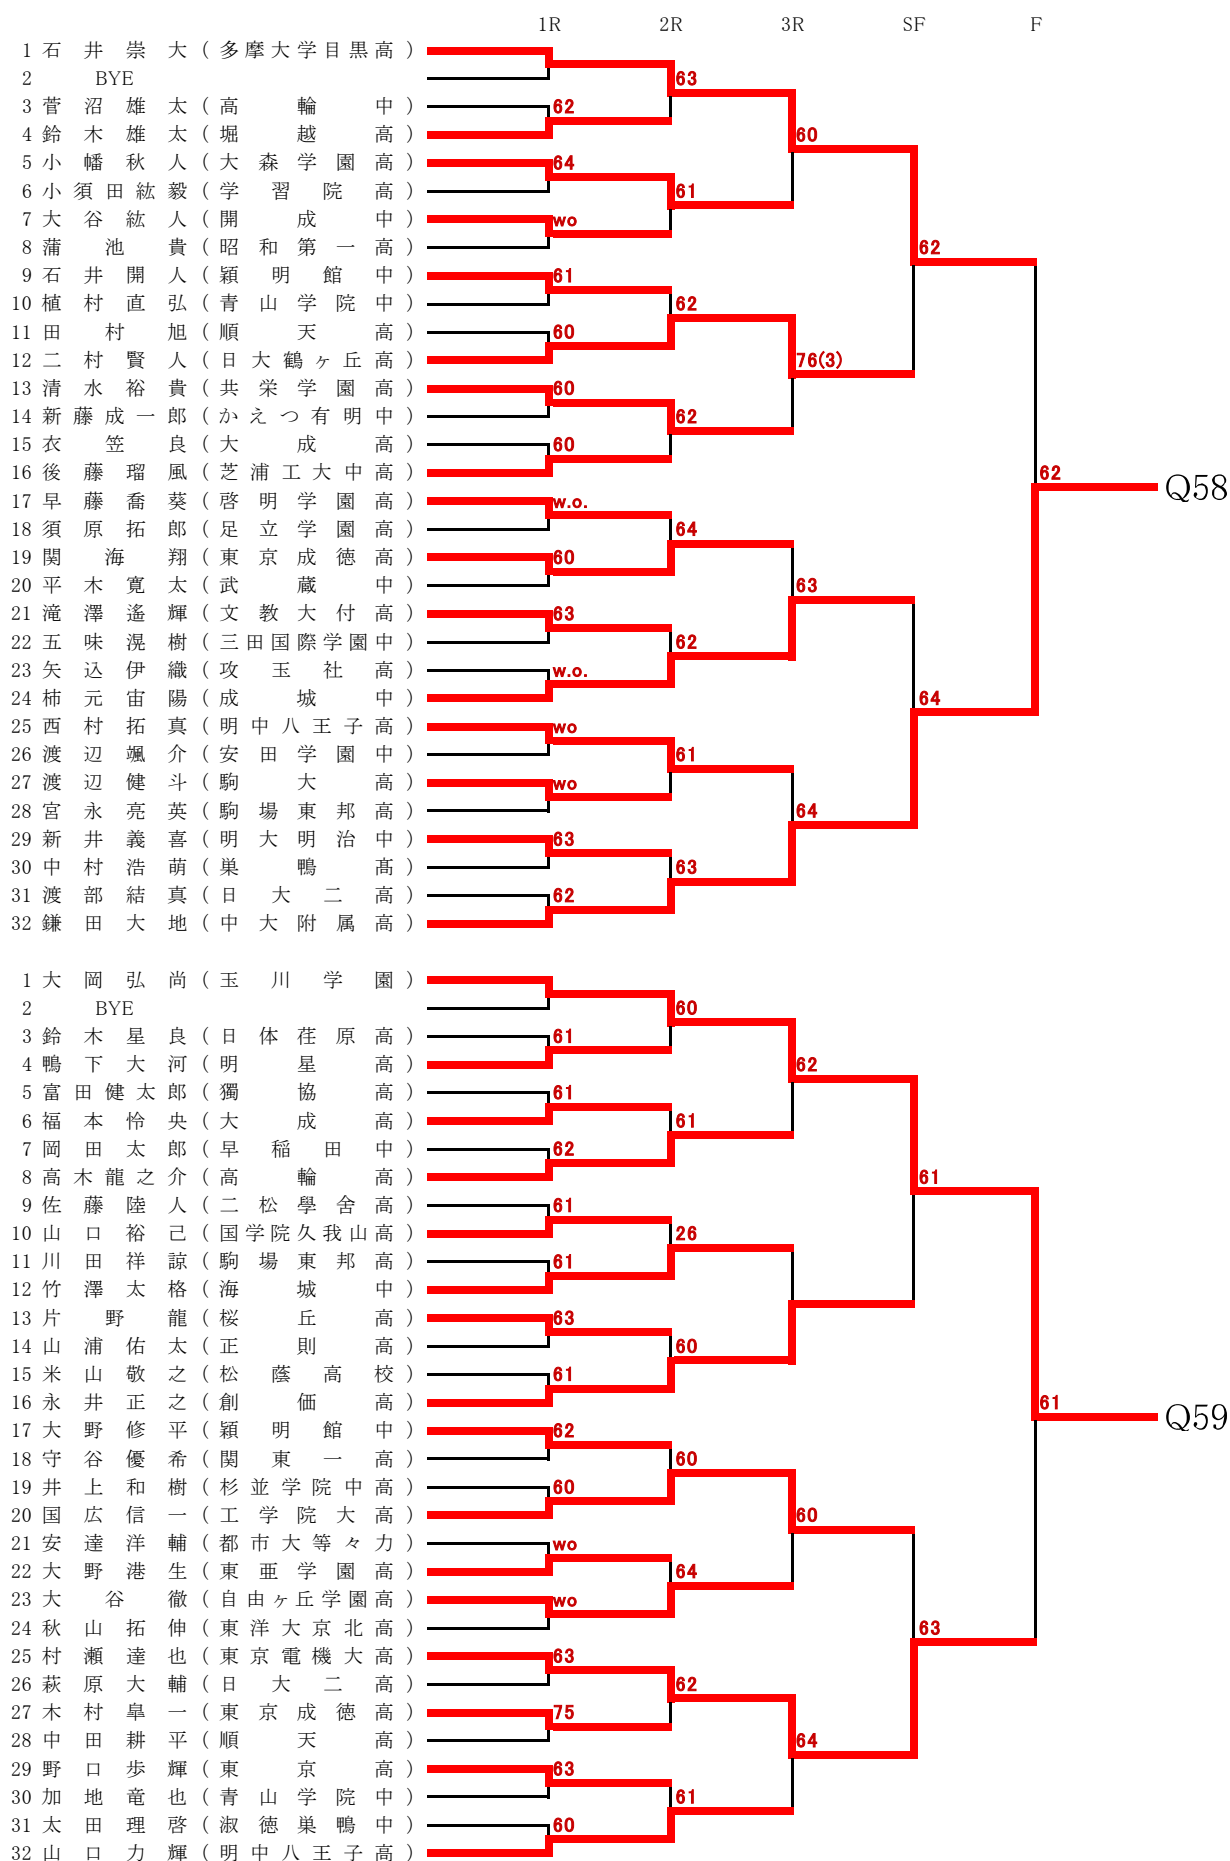 1R 2R 3R SF F
1 石井崇大（多摩大学目黒高）
2 BYE 63
3 菅沼雄太（高輪中） 62
4 鈴木雄太（堀越高） 60
5 小幡秋人（大森学園高） 64
6 小須田紘毅（学習院高） 61
7 大谷紘人（開成中） wo
8 蒲池貴（昭和第一高） 62
9 石井開人（穎明館中） 61
10 植村直弘（青山学院中） 62
11 田村旭（順天高） 60
12 二村賢人（日大鶴ヶ丘高） 76(3)
13 清水裕貴（共栄学園高） 60
14 新藤成一郎（かえつ有明中） 62
15 衣笠良（大成高） 60
16 後藤瑠風（芝浦工大中高） 62 Q58
17 早藤喬葵（啓明学園高） w.o.
18 須原拓郎（足立学園高） 64
19 関海翔（東京成徳高） 60
20 平木寛太（武蔵中） 63
21 滝澤遙輝（文教大付高） 63
22 五味滉樹（三田国際学園中） 62
23 矢込伊織（攻玉社高） w.o.
24 柿元宙陽（成城中） 64
25 西村拓真（明中八王子高） wo
26 渡辺颯介（安田学園中） 61
27 渡辺健斗（駒大高） wo
28 宮永亮英（駒場東邦高） 64
29 新井義喜（明大明治中） 63
30 中村浩萌（巣鴨髙） 63
31 渡部結真（日大二高） 62
32 鎌田大地（中大附属高）
1 大岡弘尚（玉川学園）
2 BYE 60
3 鈴木星良（日体荏原高） 61
4 鴨下大河（明星高） 62
5 富田健太郎（獨協高） 61
6 福本怜央（大成高） 61
7 岡田太郎（早稲田中） 62
8 高木龍之介（高輪高） 61
9 佐藤陸人（二松學舍高） 61
10 山口裕己（国学院久我山高） 26
11 川田祥諒（駒場東邦高） 61
12 竹澤太格（海城中）
13 片野龍（桜丘高） 63
14 山浦佑太（正則高） 60
15 米山敬之（松蔭高校） 61
16 永井正之（創価高） 61 Q59
17 大野修平（穎明館中） 62
18 守谷優希（関東一高） 60
19 井上和樹（杉並学院中高） 60
20 国広信一（工学院大高） 60
21 安達洋輔（都市大等々力） wo
22 大野港生（東亜学園高） 64
23 大谷徹（自由ヶ丘学園高） wo
24 秋山拓伸（東洋大京北高） 63
25 村瀬達也（東京電機大高） 63
26 萩原大輔（日大二高） 62
27 木村皐一（東京成徳高） 75
28 中田耕平（順天高） 64
29 野口歩輝（東京高） 63
30 加地竜也（青山学院中） 61
31 太田理啓（淑徳巣鴨中） 60
32 山口力輝（明中八王子高）